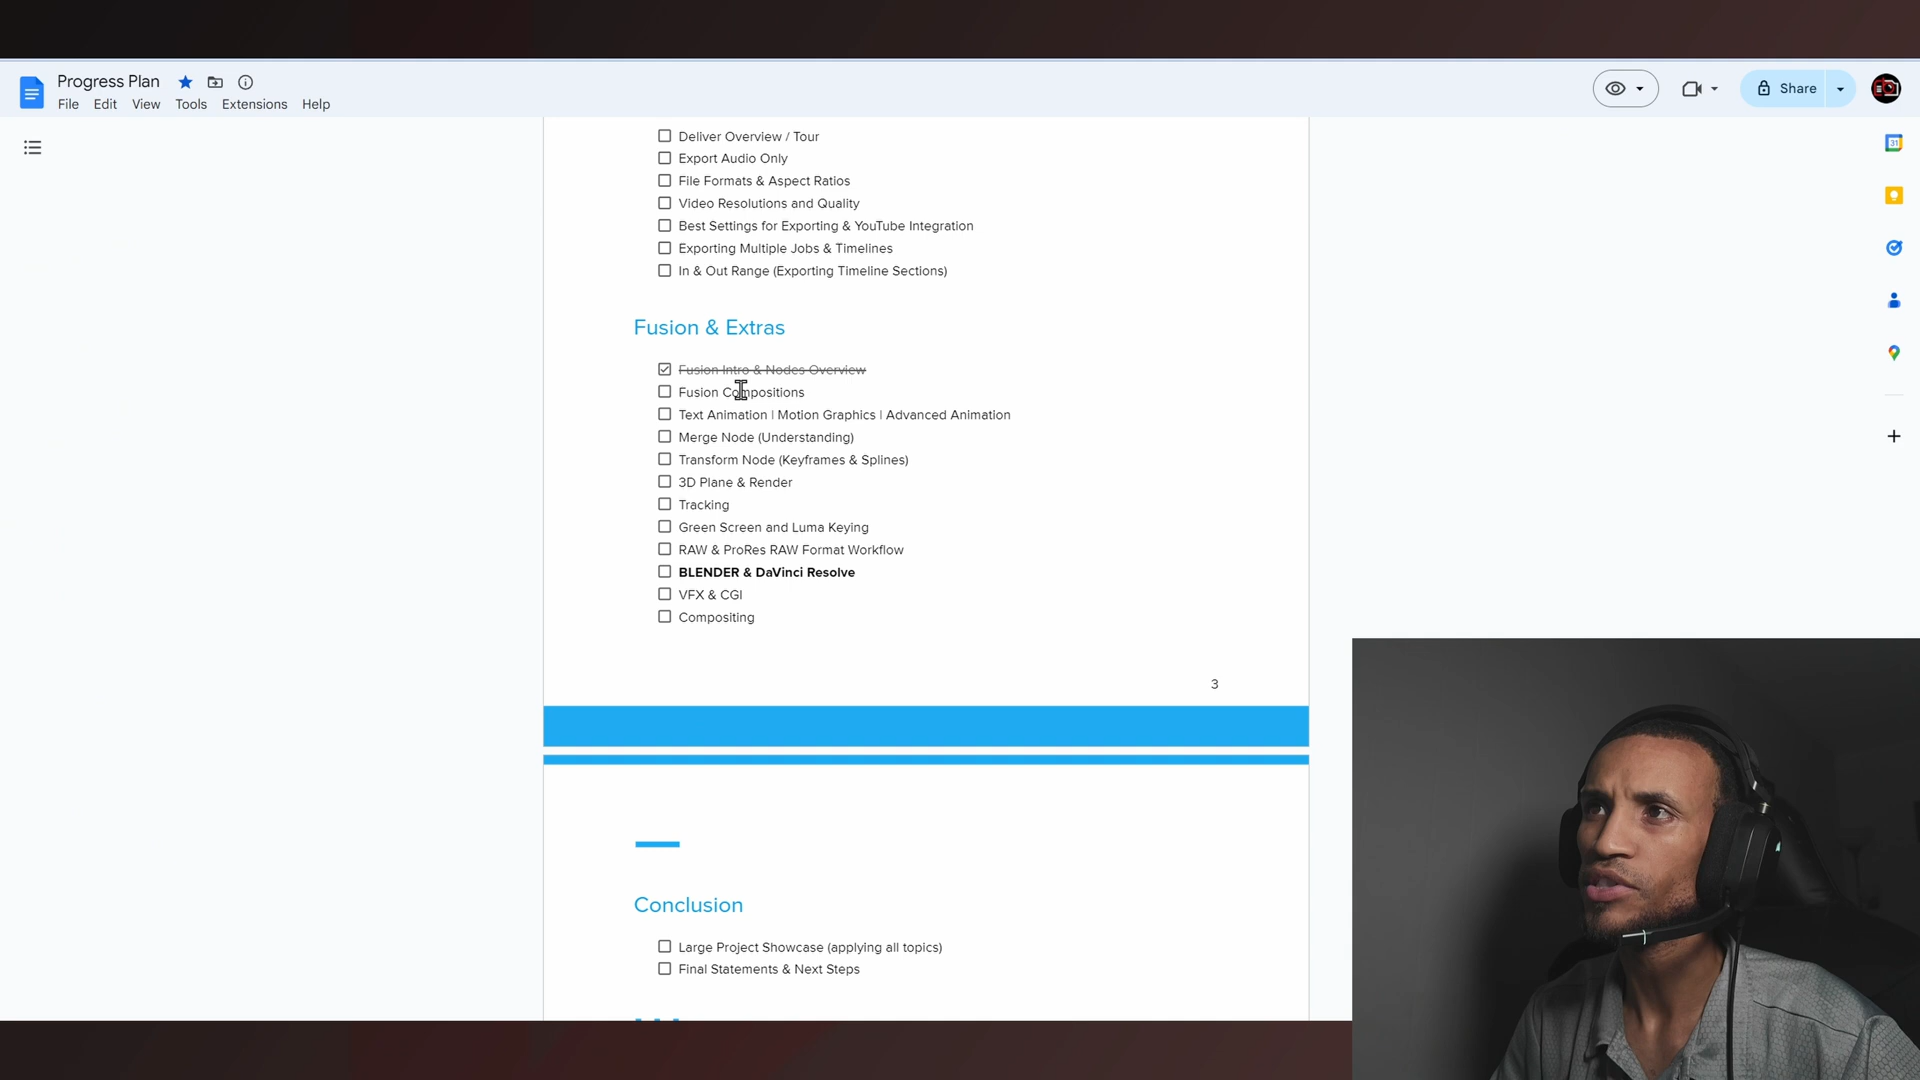 Progress Plan
File Edit View Tools Extensions Help
Share
31
Deliver Overview / Tour
Export Audio Only
File Formats & Aspect Ratios
Video Resolutions and Quality
Best Settings for Exporting & YouTube Integration
Exporting Multiple Jobs & Timelines
In & Out Range (Exporting Timeline Sections)
Fusion & Extras
Fusion Intro & Nodes Overview
Fusion Compositions
Text Animation | Motion Graphics | Advanced Animation
Merge Node (Understanding)
Transform Node (Keyframes & Splines)
3D Plane & Render
Tracking
Green Screen and Luma Keying
RAW & ProRes RAW Format Workflow
BLENDER & DaVinci Resolve
VFX & CGI
Compositing
3
Conclusion
Large Project Showcase (applying all topics)
Final Statements & Next Steps